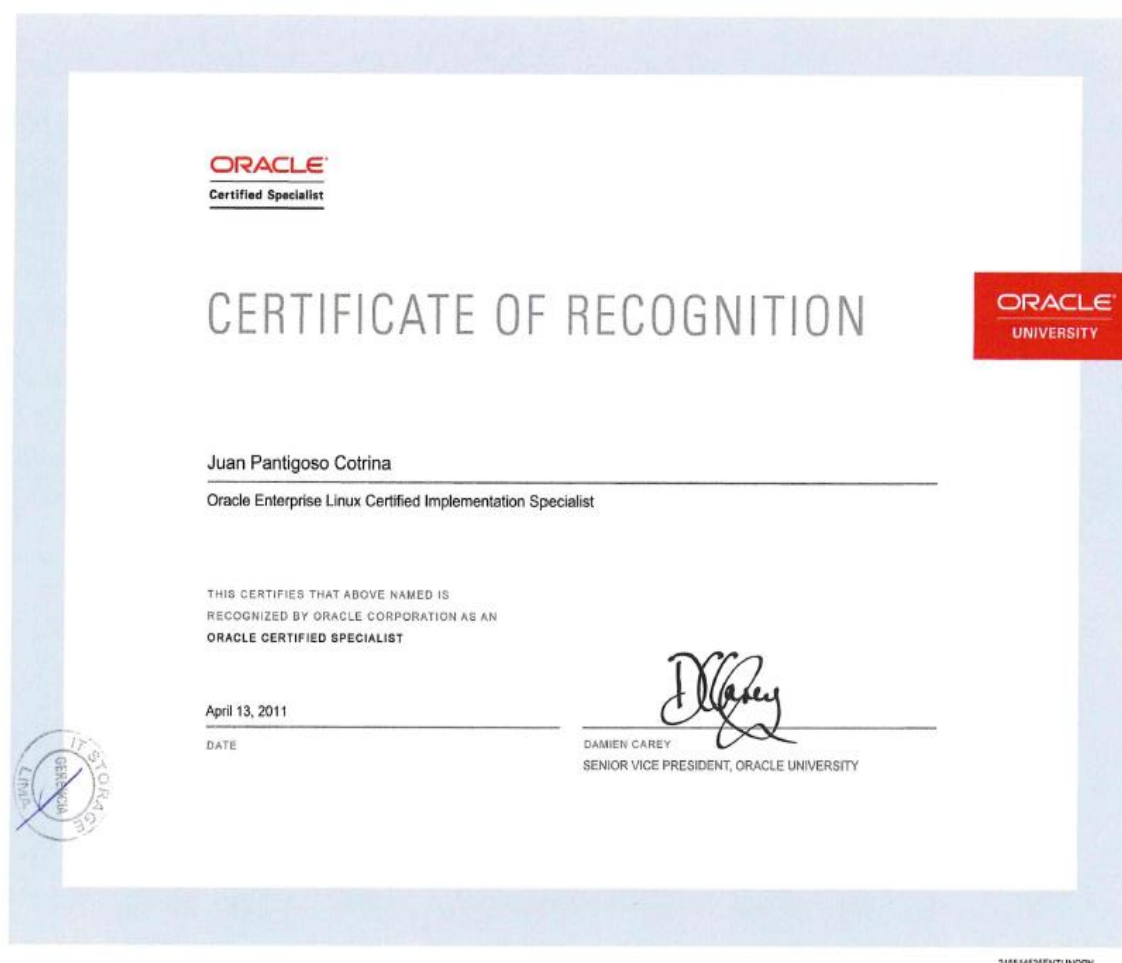 ORACLE
Certified Specialist
CERTIFICATE OF RECOGNITION
ORACLE
UNIVERSITY
Juan Pantigoso Cotrina
Oracle Enterprise Linux Certified Implementation Specialist
THIS CERTIFIES THAT ABOVE NAMED IS
RECOGNIZED BY ORACLE CORPORATION AS AN
ORACLE CERTIFIED SPECIALIST
April 13, 2011
DATE
DCCarey
DAMIEN CAREY
SENIOR VICE PRESIDENT, ORACLE UNIVERSITY
IT STORAGE
GERENCIA
LIMA